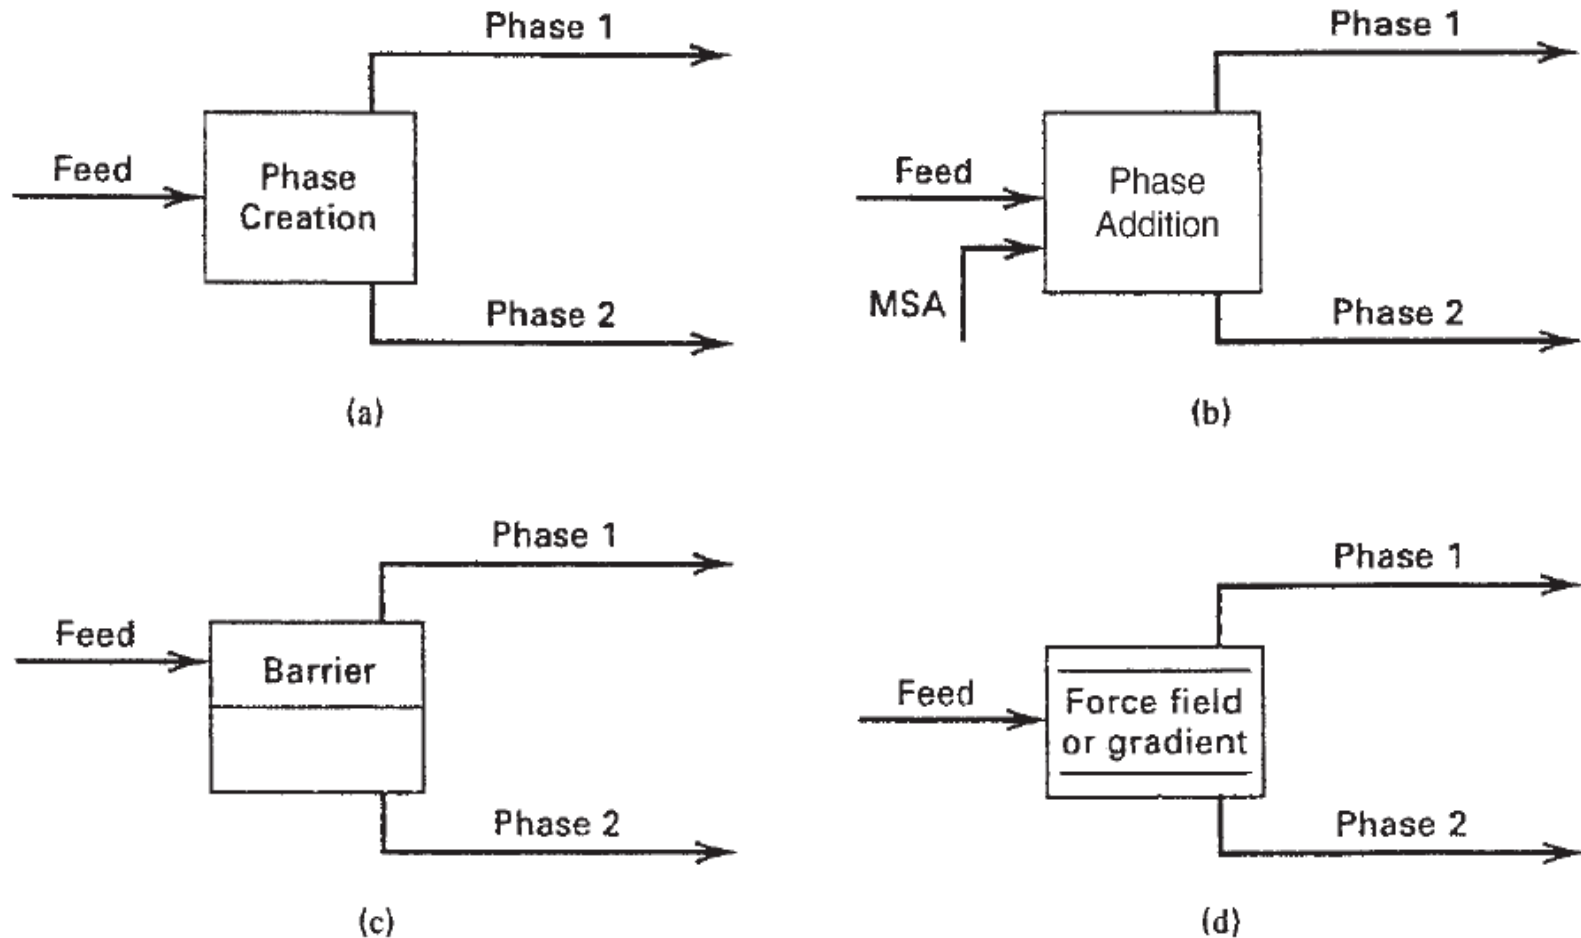 Phase 1
Feed
Phase
Creation
Phase 2
(a)
Phase 1
Feed
Phase
Addition
MSA
Phase 2
(b)
Phase 1
Feed
Barrier
Phase 2
(c)
Phase 1
Feed
Force field
or gradient
Phase 2
(d)